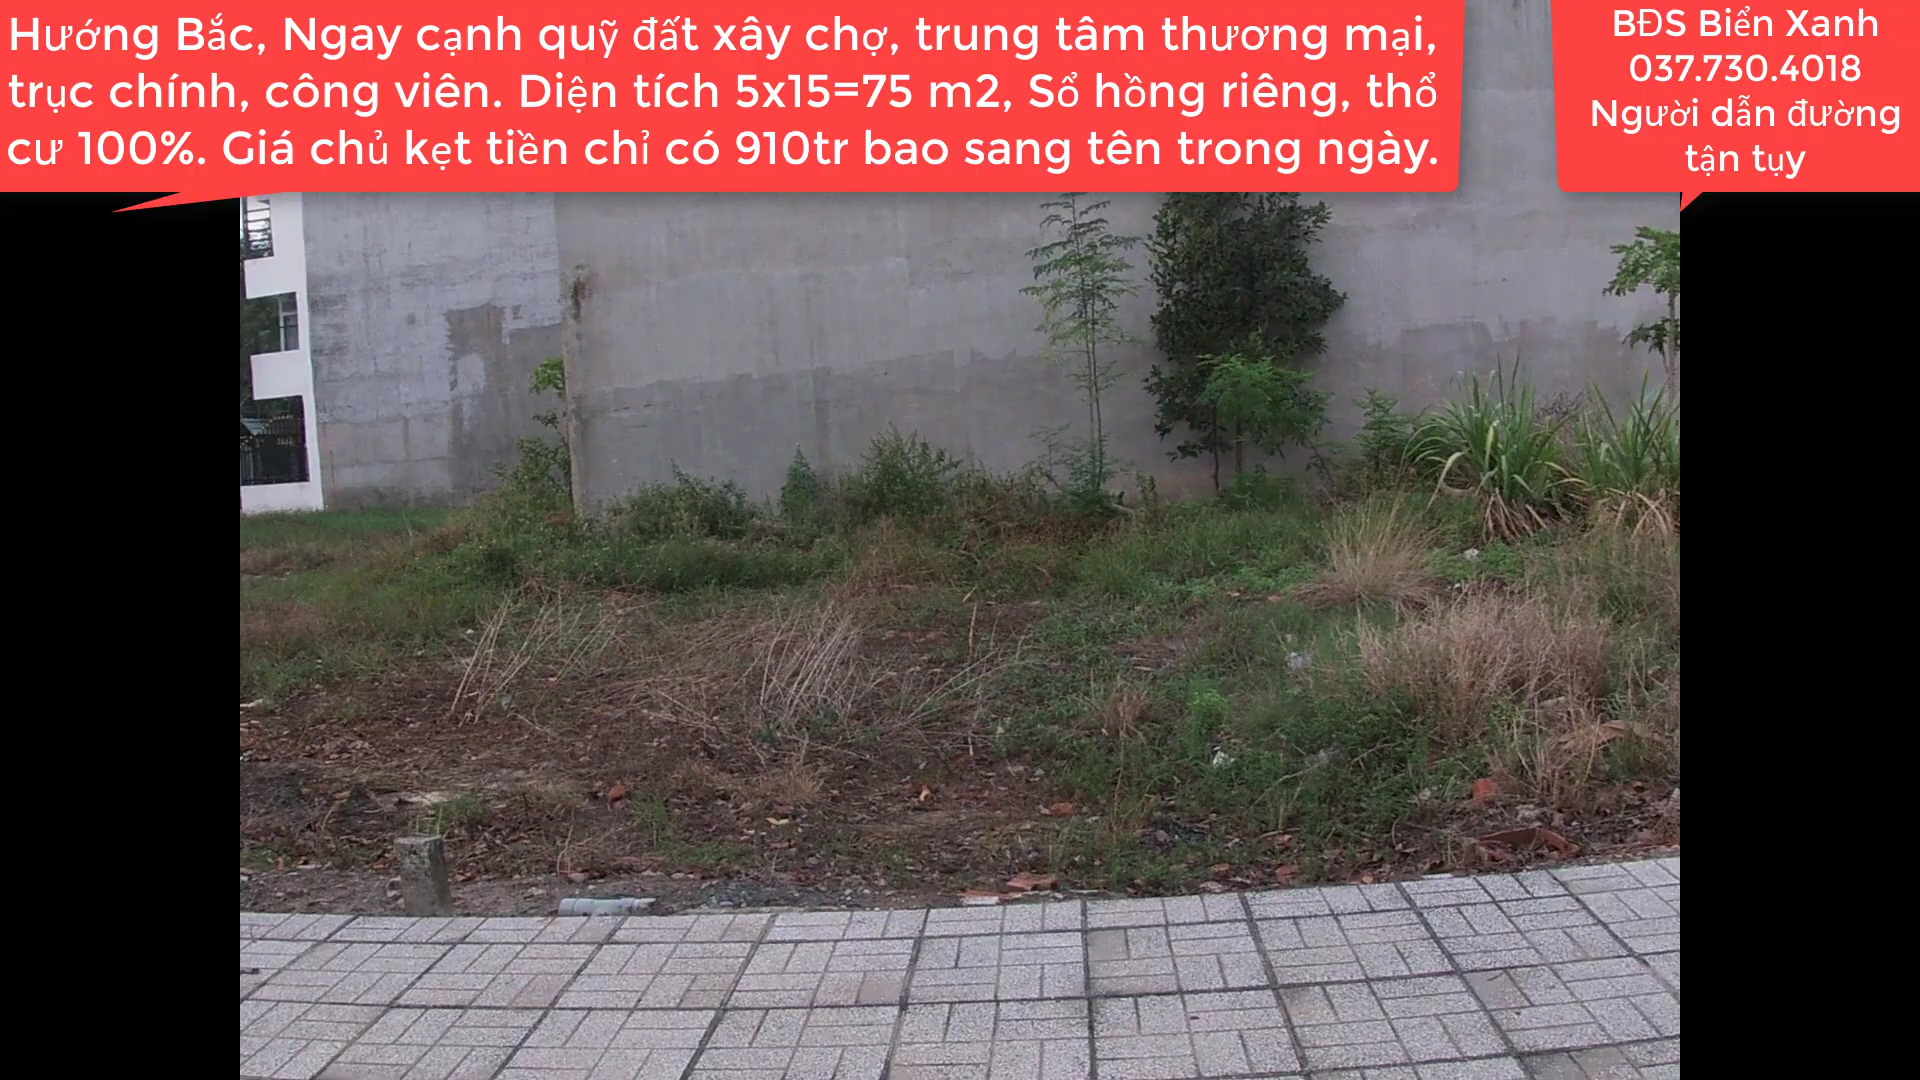 Hướng Bắc, Ngay cạnh quỹ đất xây chợ, trung tâm thương mại,
trục chính, công viên. Diện tích 5x15=75 m2, Sổ hồng riêng, thổ
cư 100%. Giá chủ kẹt tiền chỉ có 910tr bao sang tên trong ngày.
BĐS Biển Xanh
037.730.4018
Người dẫn đường
tận tụy